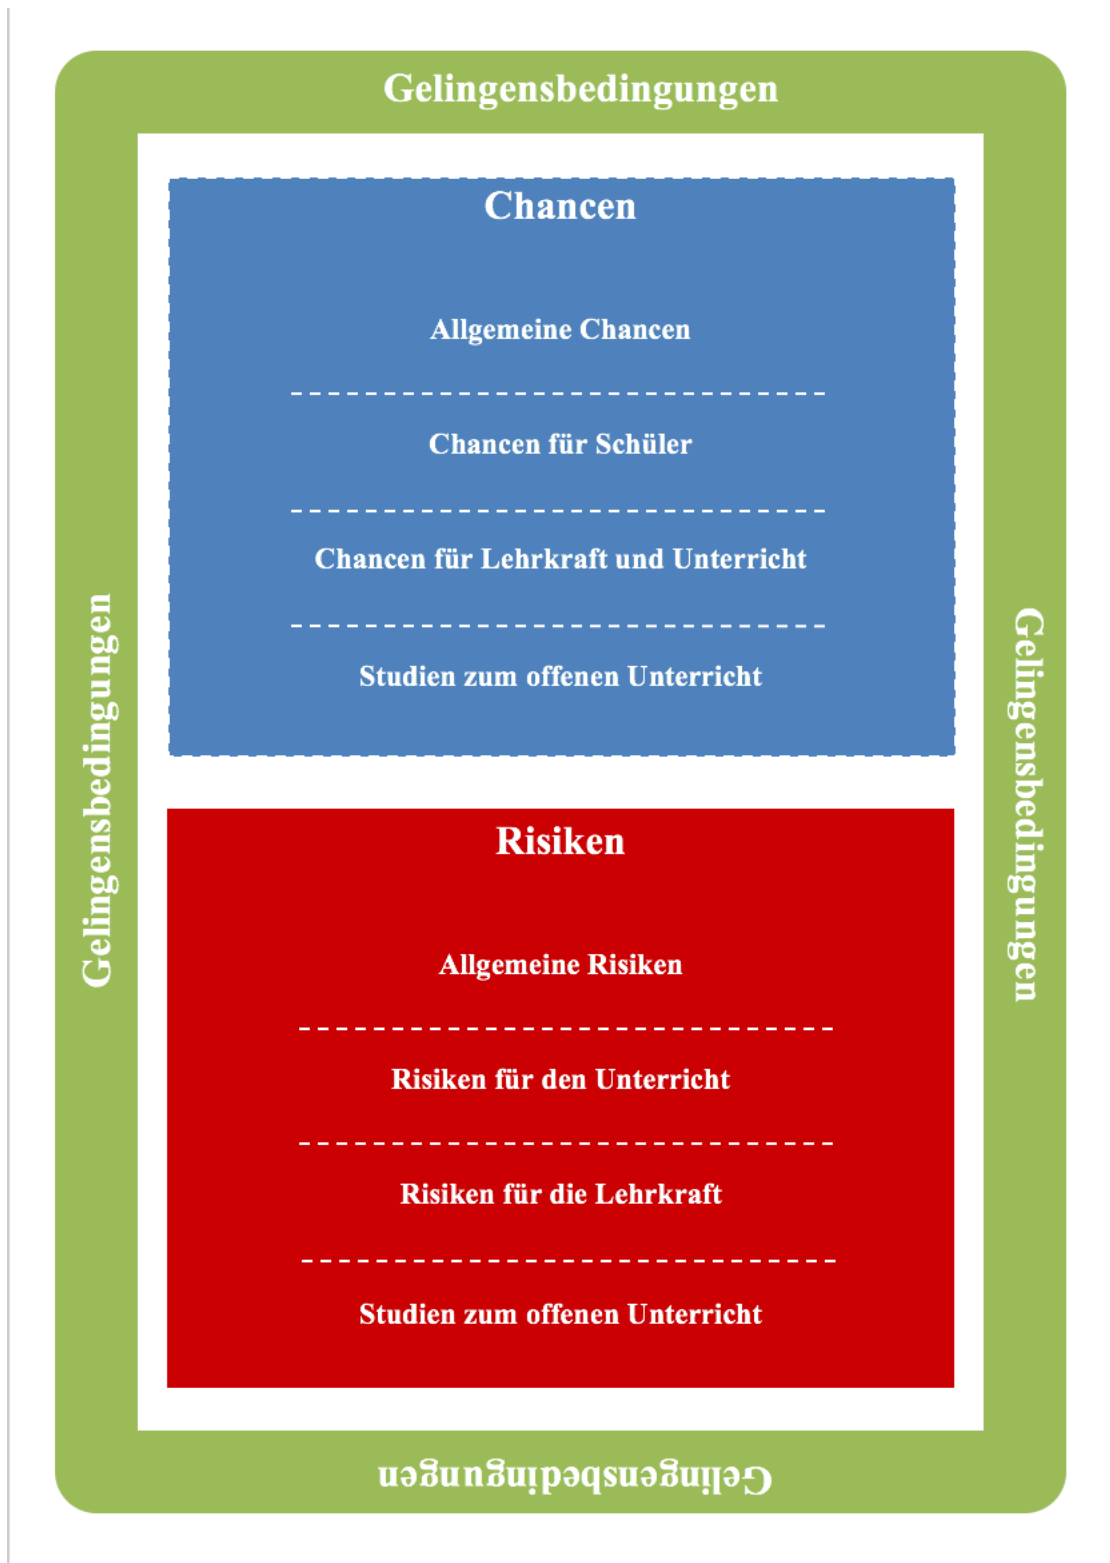 Gelingensbedingungen
Chancen
Allgemeine Chancen
Chancen für Schüler
Chancen für Lehrkraft und Unterricht
Studien zum offenen Unterricht
Gelingensbedingungen
Gelingensbedingungen
Risiken
Allgemeine Risiken
Risiken für den Unterricht
Risiken für die Lehrkraft
Studien zum offenen Unterricht
Gelingensbedingungen